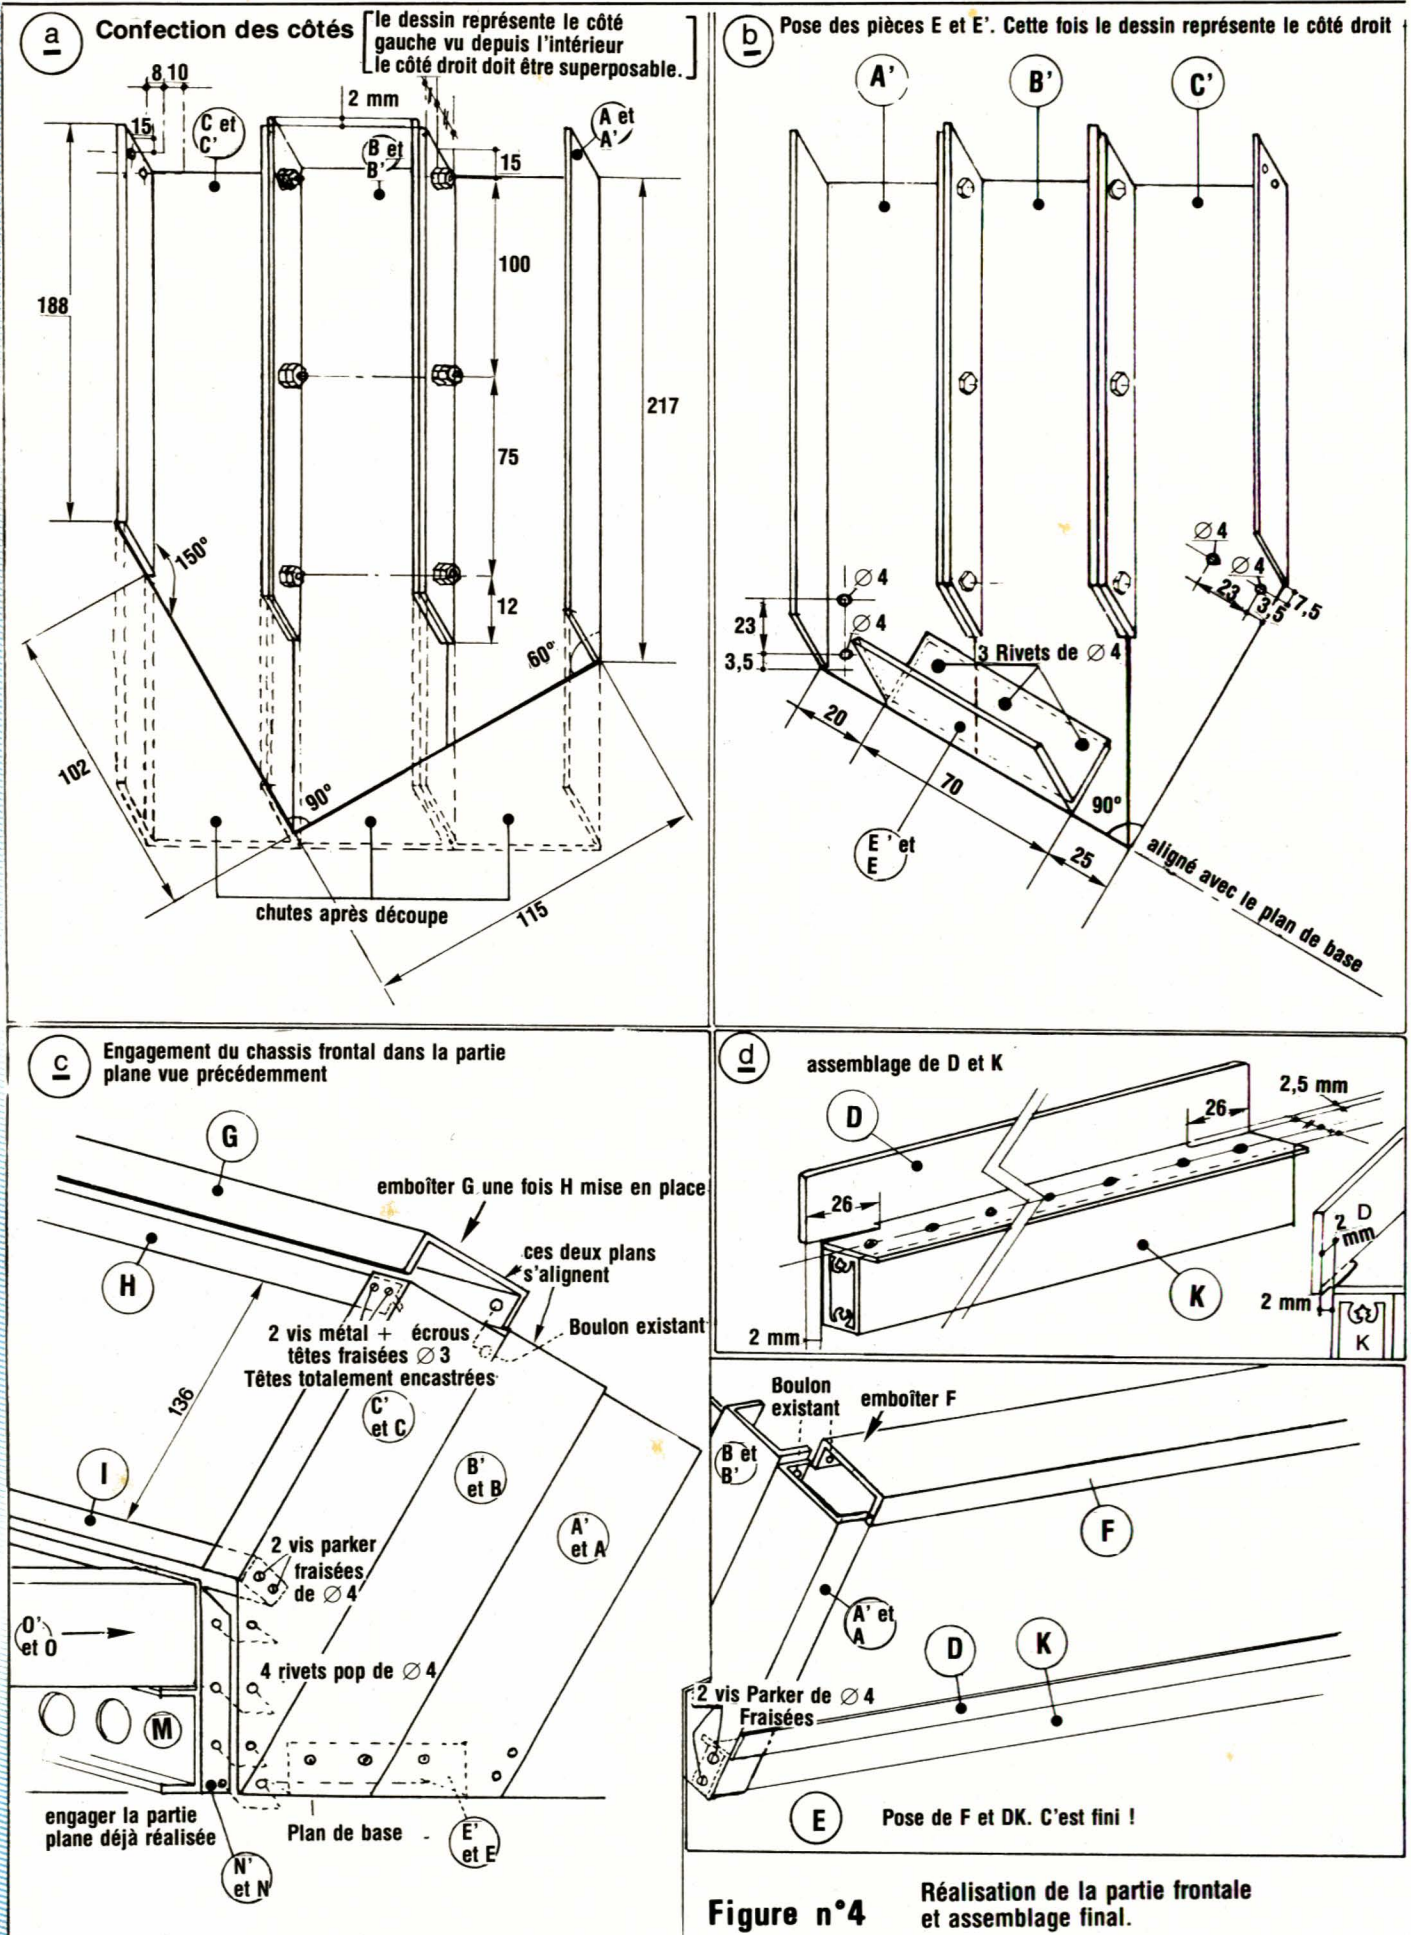 a
Confection des côtés
le dessin représente le côté
gauche vu depuis l'intérieur
le côté droit doit être superposable.
8 10
2 mm
15
C et
C'
B et
B'
A et
A'
15
100
188
217
75
150°
12
60°
102
90°
115
chutes après découpe
b
Pose des pièces E et E'. Cette fois le dessin représente le côté droit
A'
B'
C'
∅ 4
∅ 4
∅ 4
∅ 4
23
3,5
23
3,5
7,5
3 Rivets de ∅ 4
20
70
90°
25
E' et
E
aligné avec le plan de base
c
Engagement du chassis frontal dans la partie
plane vue précédemment
G
emboîter G une fois H mise en place
H
ces deux plans
s'alignent
2 vis métal + écrous
têtes fraisées ∅ 3
Têtes totalement encastrées
Boulon existant
136
C'
et C
I
B'
et B
A'
et A
2 vis parker
fraisées
de ∅ 4
O'
et O
4 rivets pop de ∅ 4
M
engager la partie
plane déjà réalisée
Plan de base
N'
et N
E'
et E
d
assemblage de D et K
D
26
2,5 mm
26
K
2 mm
D
2
mm
2 mm
K
Boulon
existant
emboîter F
B et
B'
F
A' et
A
D
K
2 vis Parker de ∅ 4
Fraisées
E
Pose de F et DK. C'est fini !
Figure n°4
Réalisation de la partie frontale
et assemblage final.